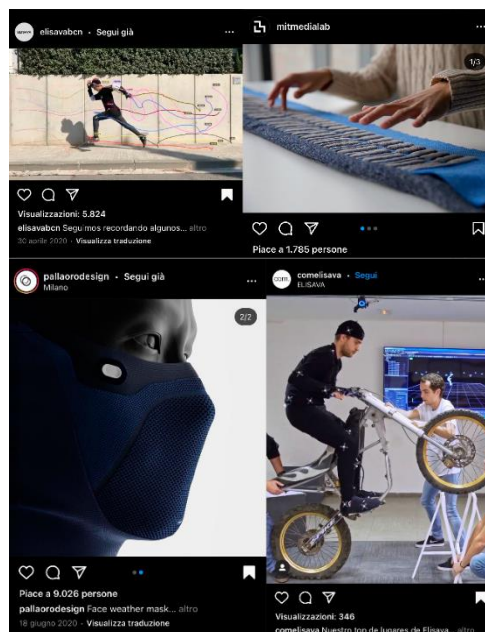 elisavabcn • Segui già
Visualizzazioni: 5.824
elisavabcn Segu mos recordando algunos... altro
30 aprile 2020 • Visualizza traduzione
mitmedialab
1/3
Piace a 1.785 persone
pallaorodesign • Segui già
Milano
2/2
Piace a 9.026 persone
pallaorodesign Face weather mask... altro
18 giugno 2020 • Visualizza traduzione
comelisava • Segui
ELISAVA
Visualizzazioni: 346
comelisava Nuestro top de lugares de Elisava... altro